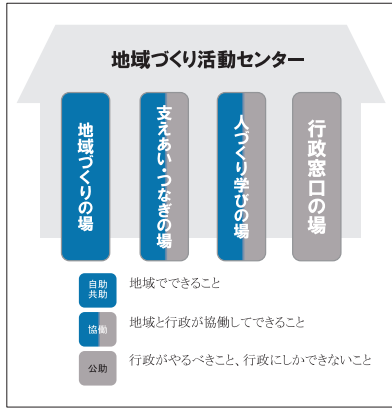 地域づくり活動センター
地域づくりの場
支えあい・つなぎの場
人づくり学びの場
行政窓口の場
自助
共助
地域でできること
協働
地域と行政が協働してできること
公助
行政がやるべきこと、行政にしかできないこと